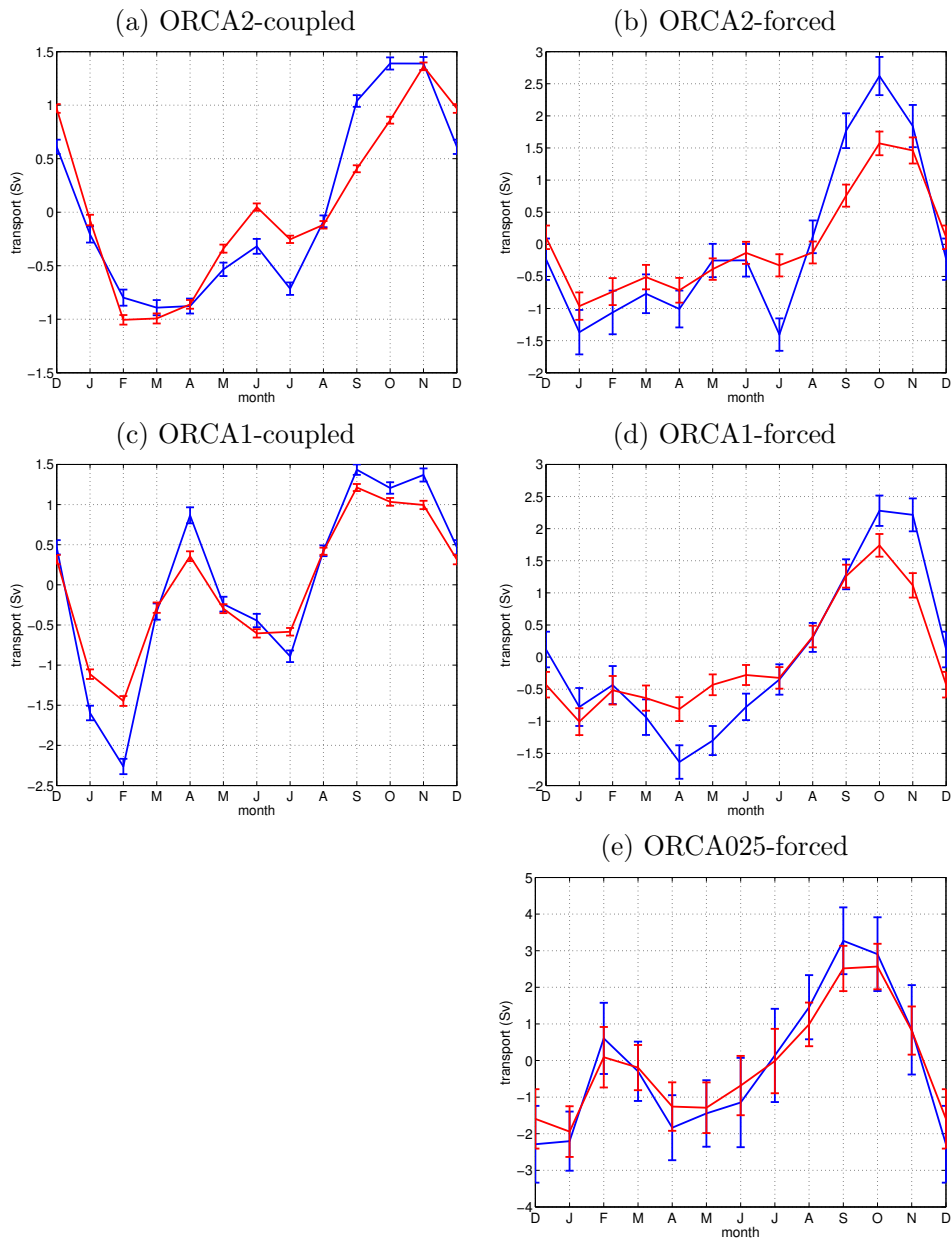 (a) ORCA2-coupled
transport (Sv)
1.5
1
0.5
0
−0.5
−1
−1.5
D J F M A M J J A S O N D
month
(b) ORCA2-forced
transport (Sv)
3
2.5
2
1.5
1
0.5
0
−0.5
−1
−1.5
−2
D J F M A M J J A S O N D
month
(c) ORCA1-coupled
transport (Sv)
1.5
1
0.5
0
−0.5
−1
−1.5
−2
−2.5
D J F M A M J J A S O N D
month
(d) ORCA1-forced
transport (Sv)
3
2.5
2
1.5
1
0.5
0
−0.5
−1
−1.5
−2
D J F M A M J J A S O N D
month
(e) ORCA025-forced
transport (Sv)
5
4
3
2
1
0
−1
−2
−3
−4
D J F M A M J J A S O N D
month